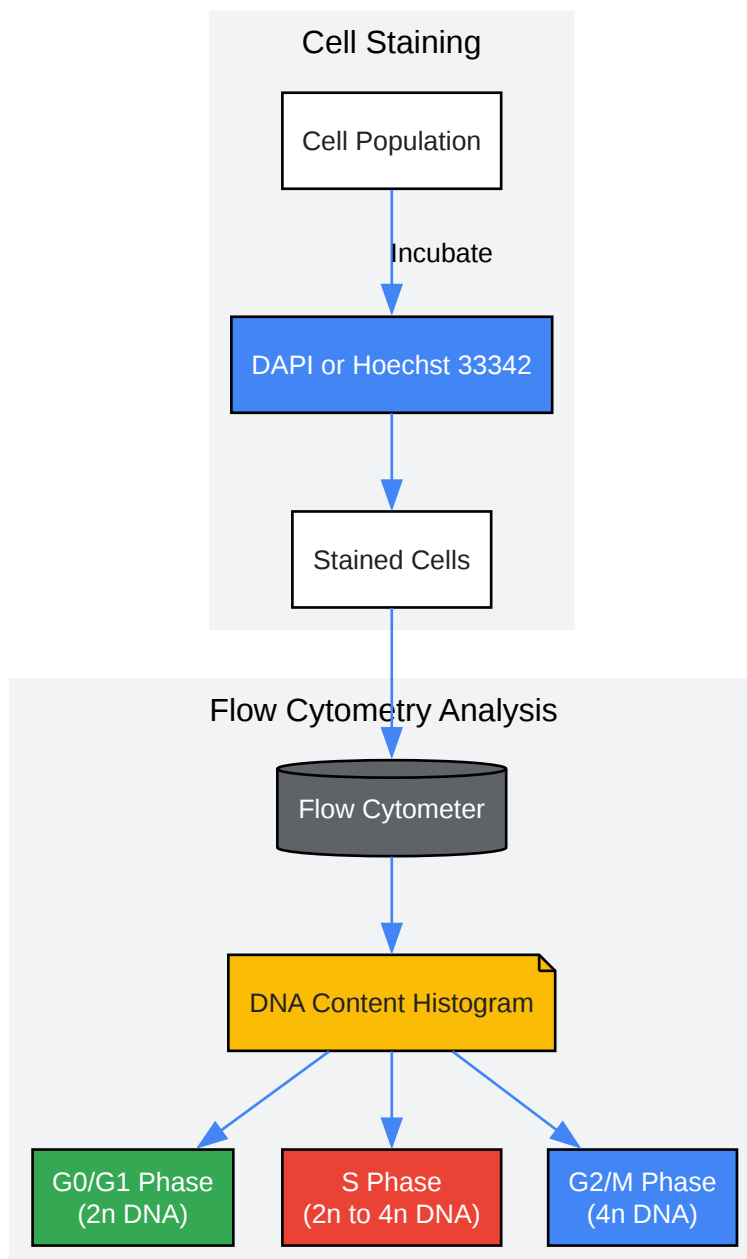 Cell Staining
Cell Population
Incubate
DAPI or Hoechst 33342
Stained Cells
Flow Cytometry Analysis
Flow Cytometer
DNA Content Histogram
G0/G1 Phase
(2n DNA)
S Phase
(2n to 4n DNA)
G2/M Phase
(4n DNA)